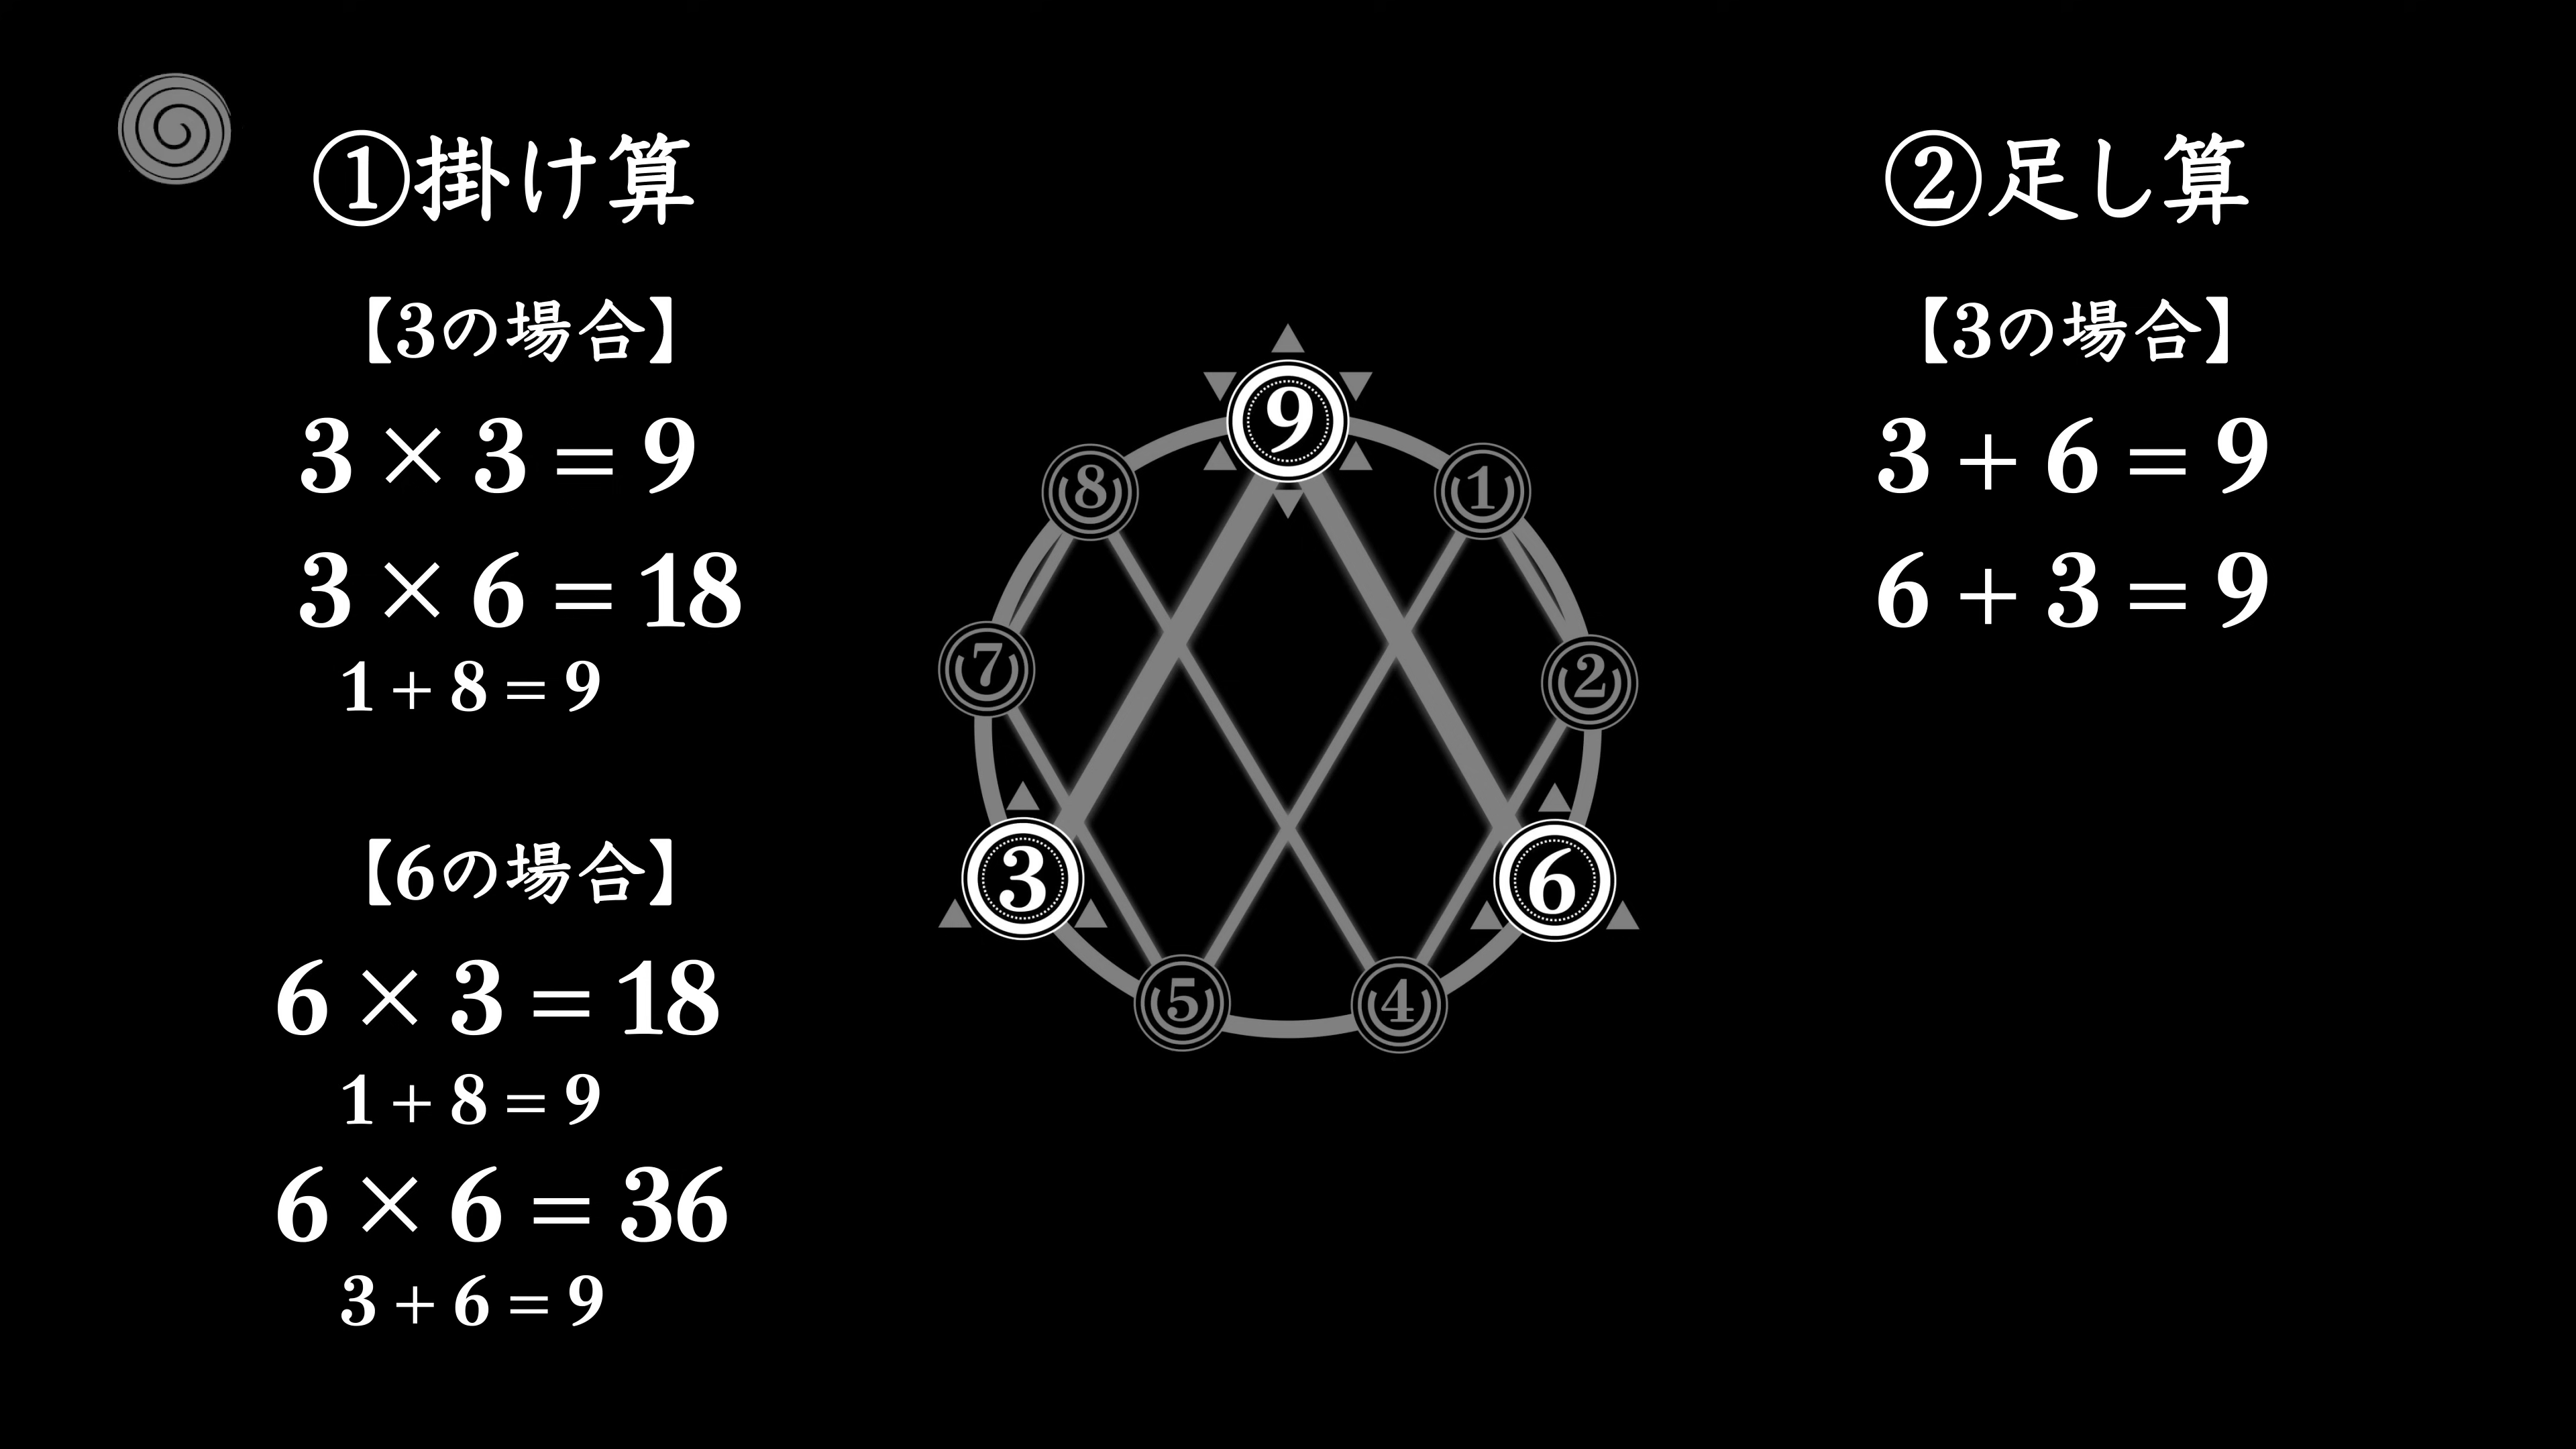 ①掛け算
【3の場合】
3 × 3 = 9
3 × 6 = 18
1 + 8 = 9
【6の場合】
6 × 3 = 18
1 + 8 = 9
6 × 6 = 36
3 + 6 = 9
9
8
1
7
2
3
6
5
4
②足し算
【3の場合】
3 + 6 = 9
6 + 3 = 9